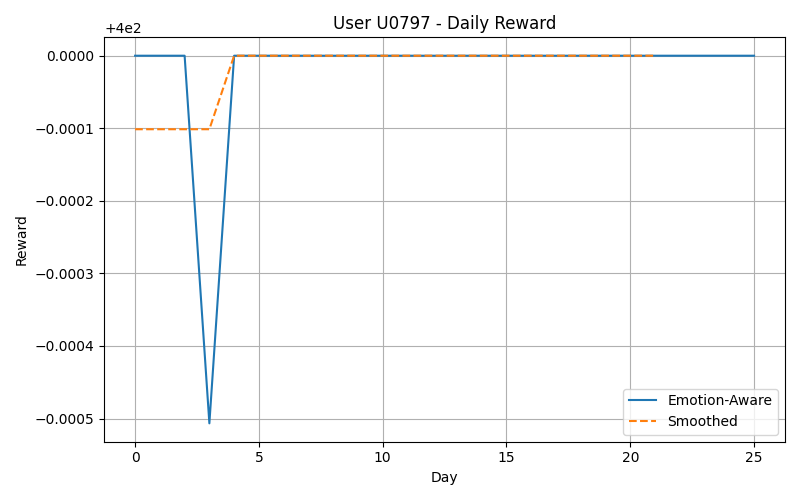 User U0797 - Daily Reward
+4e2
0.0000
−0.0001
−0.0002
−0.0003
−0.0004
−0.0005
Reward
0 5 10 15 20 25
Day
Emotion-Aware
Smoothed